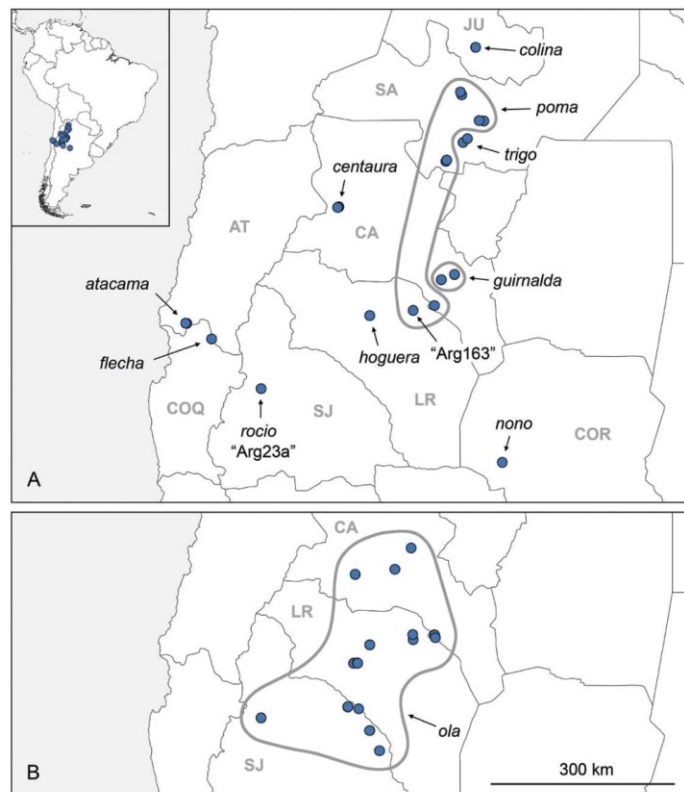 JU
colina
SA
poma
trigo
centaura
AT
CA
guirnalda
atacama
flecha
hoguera
"Arg163"
COQ
SJ
LR
nono
rocio
"Arg23a"
COR
A
CA
LR
ola
SJ
B
300 km